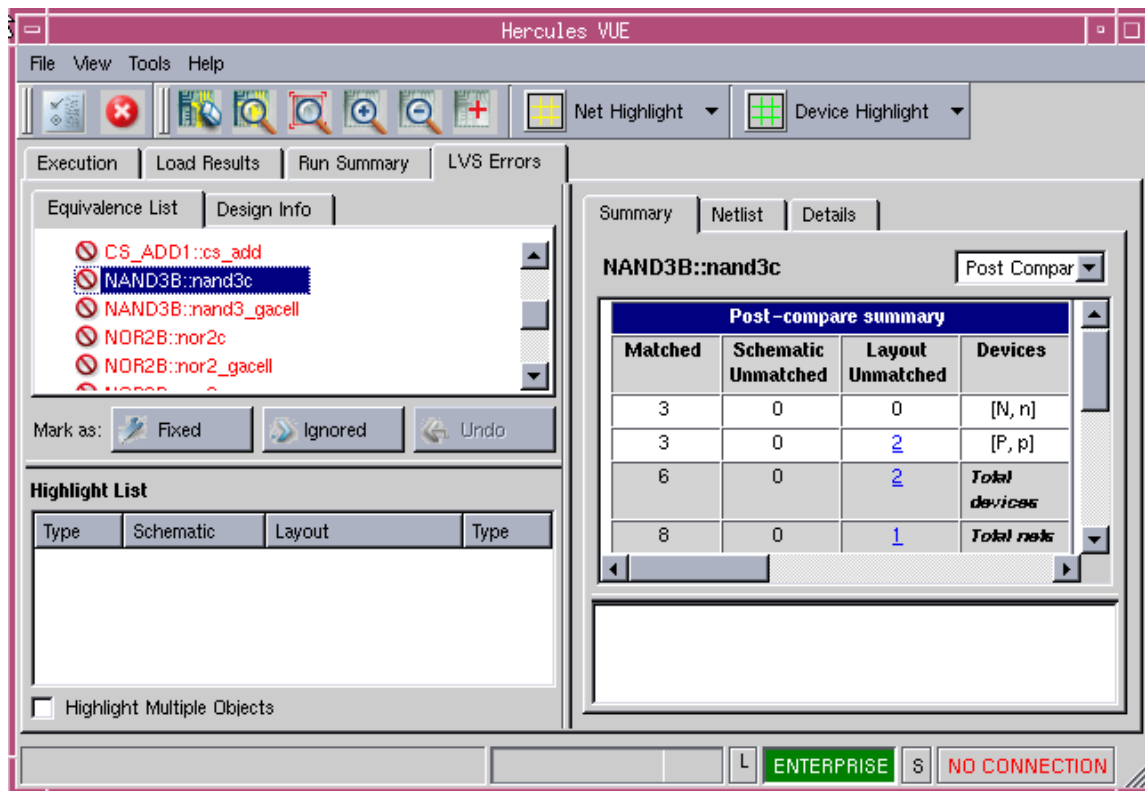 Hercules VUE
File View Tools Help
Net Highlight Device Highlight
Execution Load Results Run Summary LVS Errors
Equivalence List Design Info
CS_ADD1::cs_add
NAND3B::nand3c
NAND3B::nand3_gacell
NOR2B::nor2c
NOR2B::nor2_gacell
Mark as: Fixed Ignored Undo
Highlight List
Type Schematic Layout Type
Highlight Multiple Objects
Summary Netlist Details
NAND3B::nand3c Post Compar
Post-compare summary
Matched Schematic Unmatched Layout Unmatched Devices
3 0 0 [N, n]
3 0 2 [P, p]
6 0 2 Total devices
8 0 1 Total nets
L ENTERPRISE S NO CONNECTION